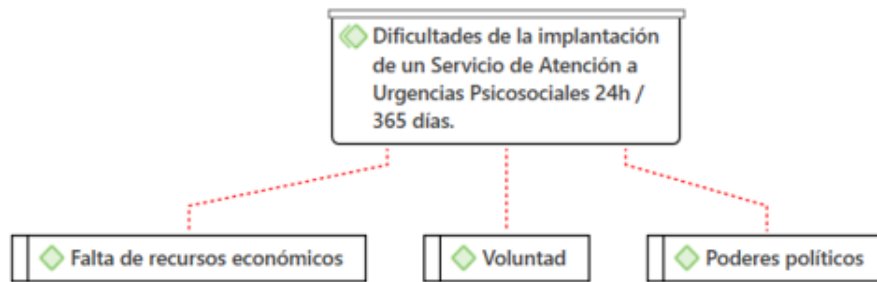 Dificultades de la implantación
de un Servicio de Atención a
Urgencias Psicosociales 24h /
365 días.
Falta de recursos económicos
Voluntad
Poderes políticos